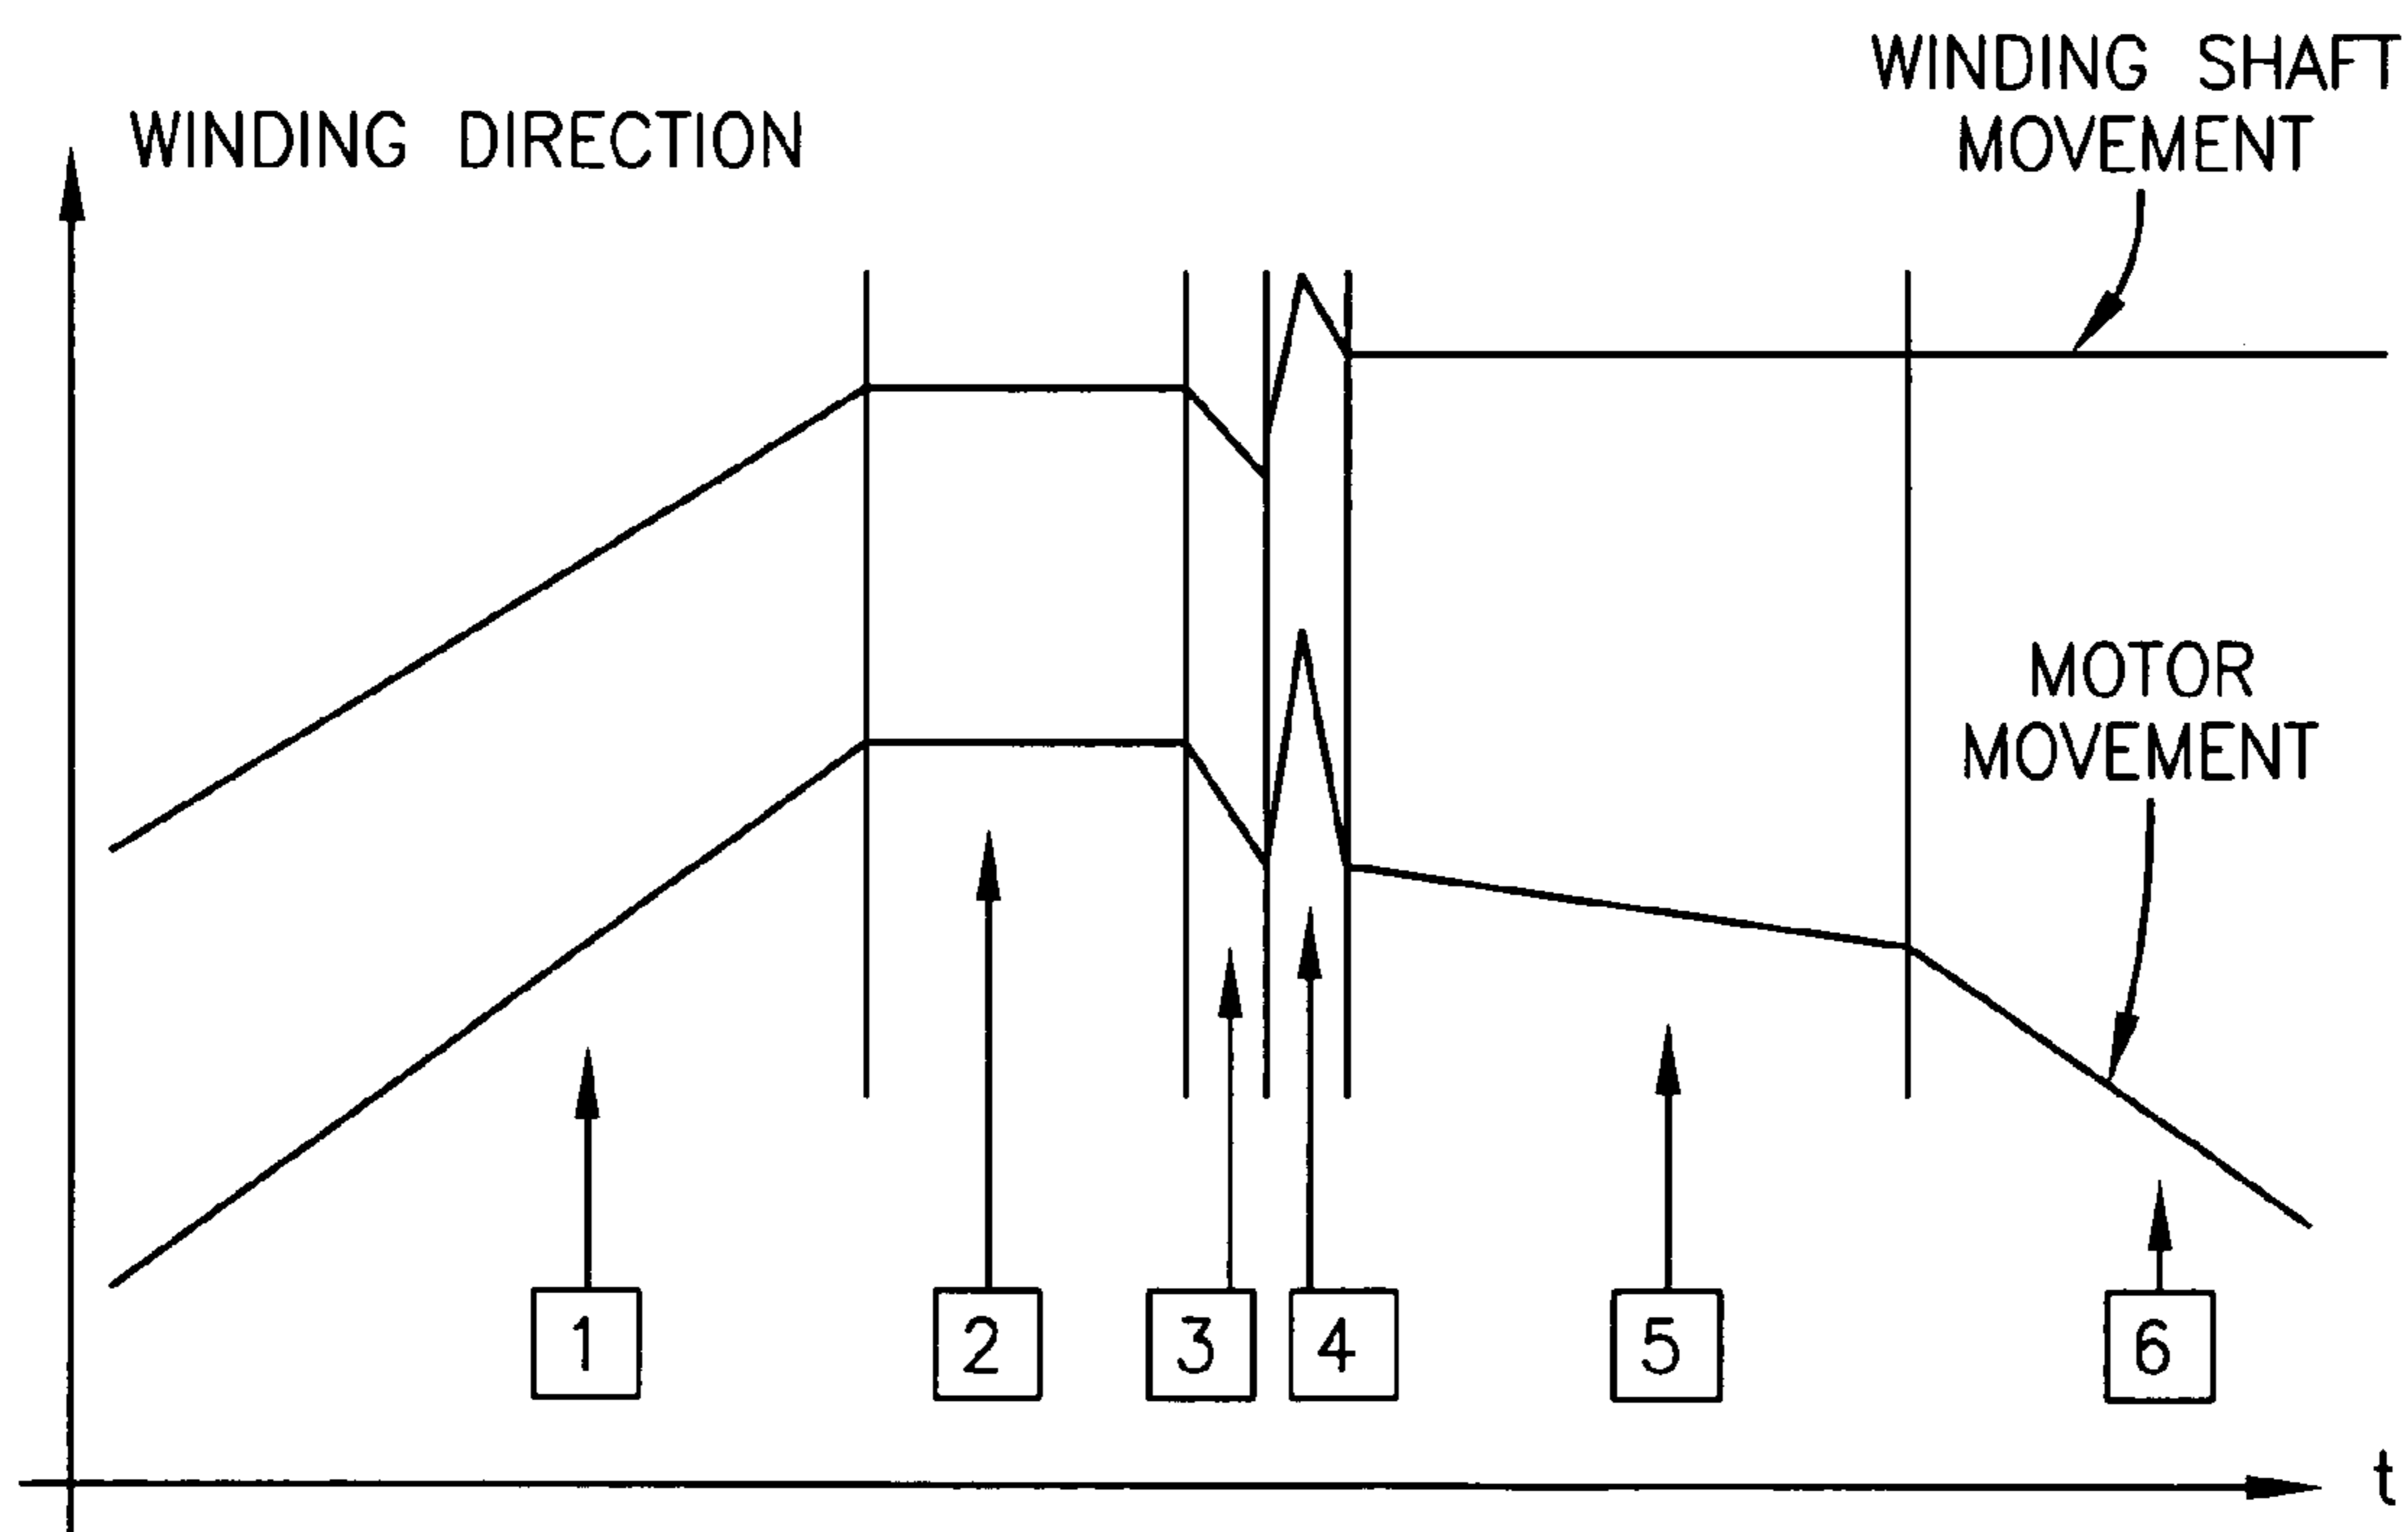 WINDING SHAFT
MOVEMENT
WINDING DIRECTION
MOTOR
MOVEMENT
1
2
3
4
5
6
t